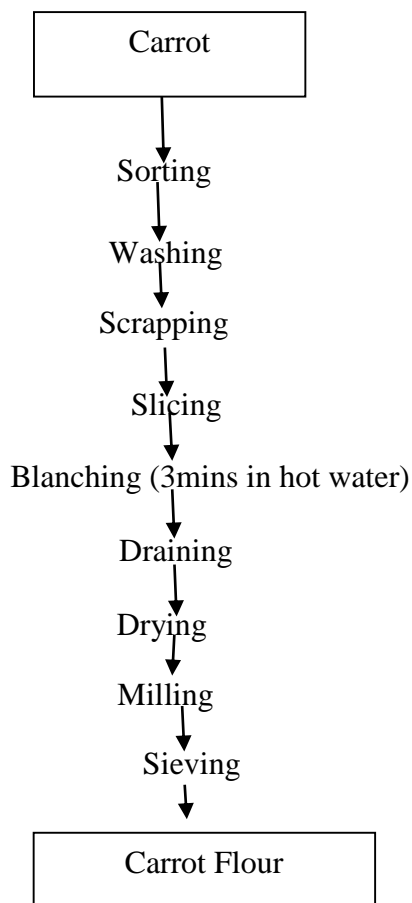 Carrot
Sorting
Washing
Scrapping
Slicing
Blanching (3mins in hot water)
Draining
Drying
Milling
Sieving
Carrot Flour